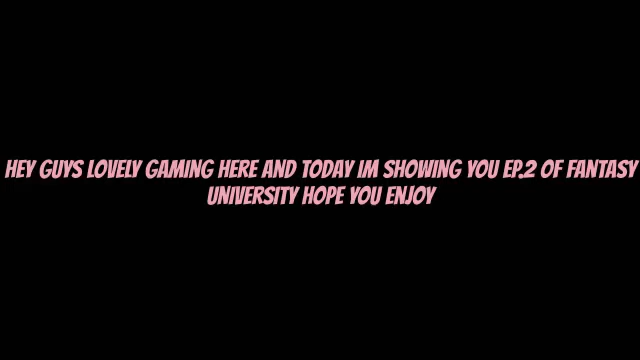 HEY GUYS LOVELY GAMING HERE AND TODAY IM SHOWING YOU EP.2 OF FANTASY
UNIVERSITY HOPE YOU ENJOY